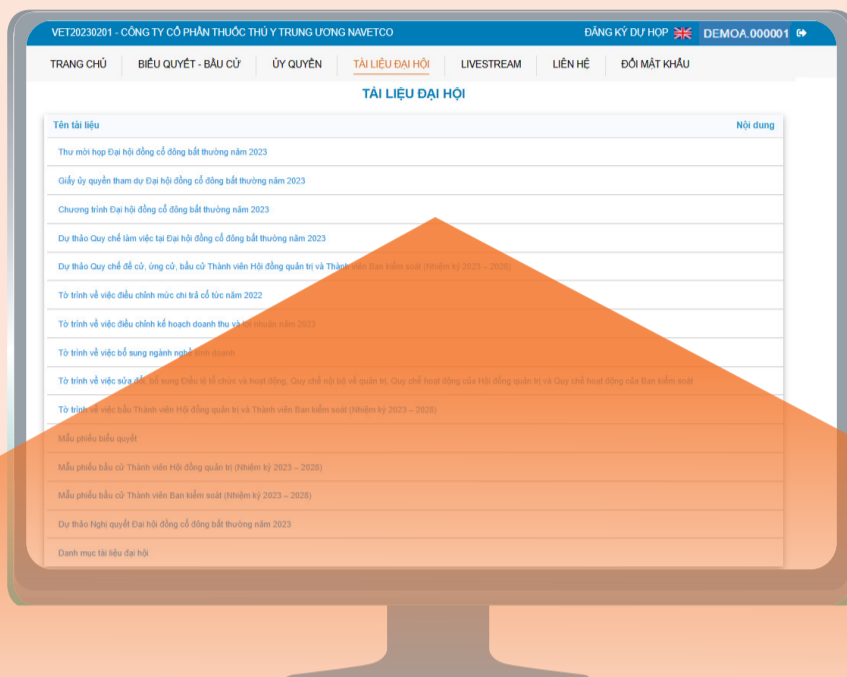 VET20230201 - CÔNG TY CỔ PHẦN THUỐC THÚ Y TRUNG ƯƠNG NAVETCO ĐĂNG KÝ DỰ HỌP DEMOA.000001
TRANG CHỦ BIỂU QUYẾT - BẦU CỬ ỦY QUYỀN TÀI LIỆU ĐẠI HỘI LIVESTREAM LIÊN HỆ ĐỔI MẬT KHẨU
TÀI LIỆU ĐẠI HỘI
Tên tài liệu Nội dung
Thư mời họp Đại hội đồng cổ đông bất thường năm 2023
Giấy ủy quyền tham dự Đại hội đồng cổ đông bất thường năm 2023
Chương trình Đại hội đồng cổ đông bất thường năm 2023
Dự thảo Quy chế làm việc tại Đại hội đồng cổ đông bất thường năm 2023
Dự thảo Quy chế đề cử, ứng cử, bầu cử Thành viên Hội đồng quản trị và Thành viên Ban kiểm soát (Nhiệm kỳ 2023 – 2028)
Tờ trình về việc điều chỉnh mức chi trả cổ tức năm 2022
Tờ trình về việc điều chỉnh kế hoạch doanh thu và lợi nhuận năm 2023
Tờ trình về việc bổ sung ngành nghề kinh doanh
Tờ trình về việc sửa đổi, bổ sung Điều lệ tổ chức và hoạt động, Quy chế nội bộ về quản trị, Quy chế hoạt động của Hội đồng quản trị và Quy chế hoạt động của Ban kiểm soát
Tờ trình về việc bầu Thành viên Hội đồng quản trị và Thành viên Ban kiểm soát (Nhiệm kỳ 2023 – 2028)
Mẫu phiếu biểu quyết
Mẫu phiếu bầu cử Thành viên Hội đồng quản trị (Nhiệm kỳ 2023 – 2028)
Mẫu phiếu bầu cử Thành viên Ban kiểm soát (Nhiệm kỳ 2023 – 2028)
Dự thảo Nghị quyết Đại hội đồng cổ đông bất thường năm 2023
Danh mục tài liệu đại hội